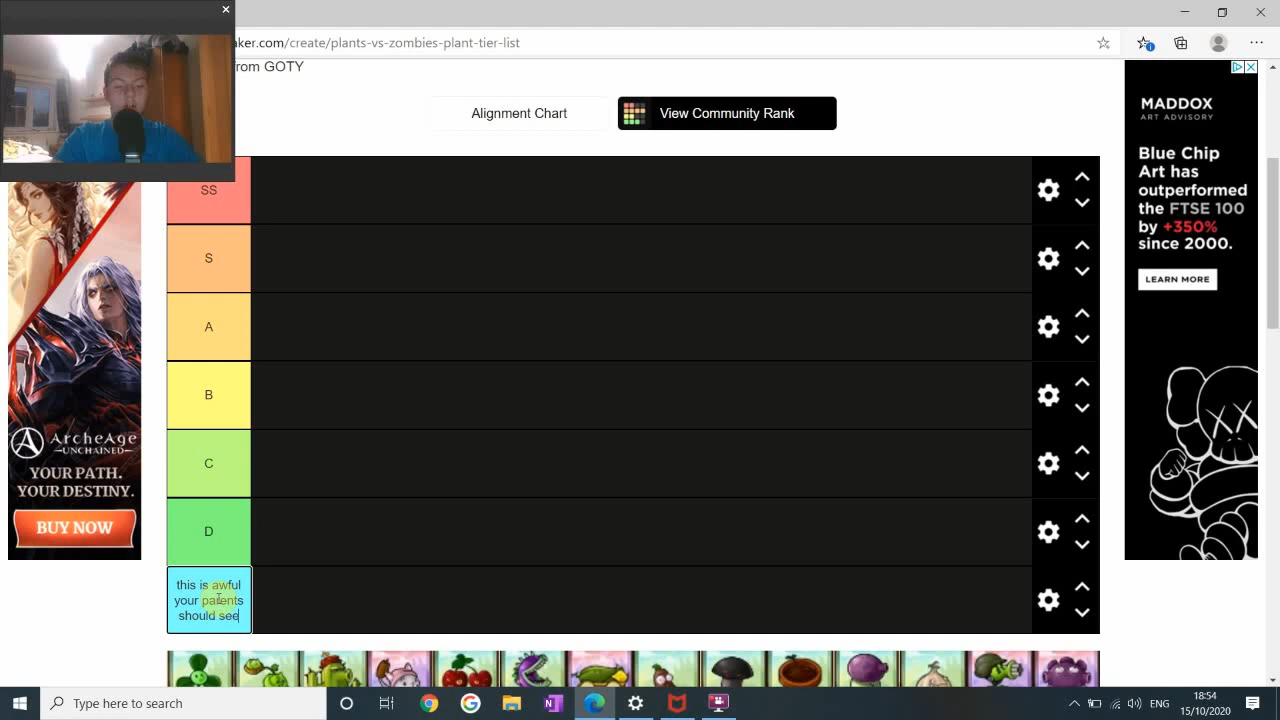 aker.com/create/plants-vs-zombies-plant-tier-list
from GOTY
Alignment Chart
View Community Rank
SS
S
A
B
C
D
this is awful
your parents
should see
ArcheAge
UNCHAINED
YOUR PATH.
YOUR DESTINY.
BUY NOW
MADDOX
ART ADVISORY
Blue Chip
Art has
outperformed
the FTSE 100
by +350%
since 2000.
LEARN MORE
Type here to search
ENG
18:54
15/10/2020